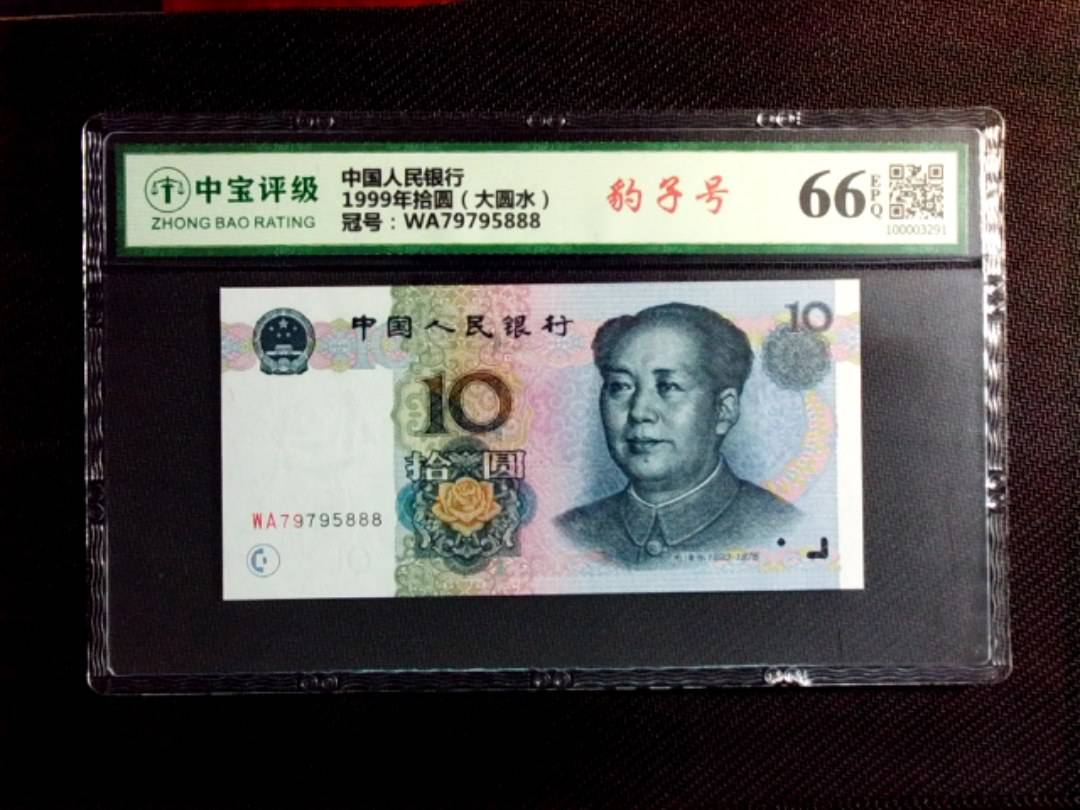 中宝评级
ZHONG BAO RATING
中国人民银行
1999年拾圆（大圆水）
冠号：WA79795888
豹子号
66
EPQ
100003291
中国人民银行
10
10
拾圆
WA79795888